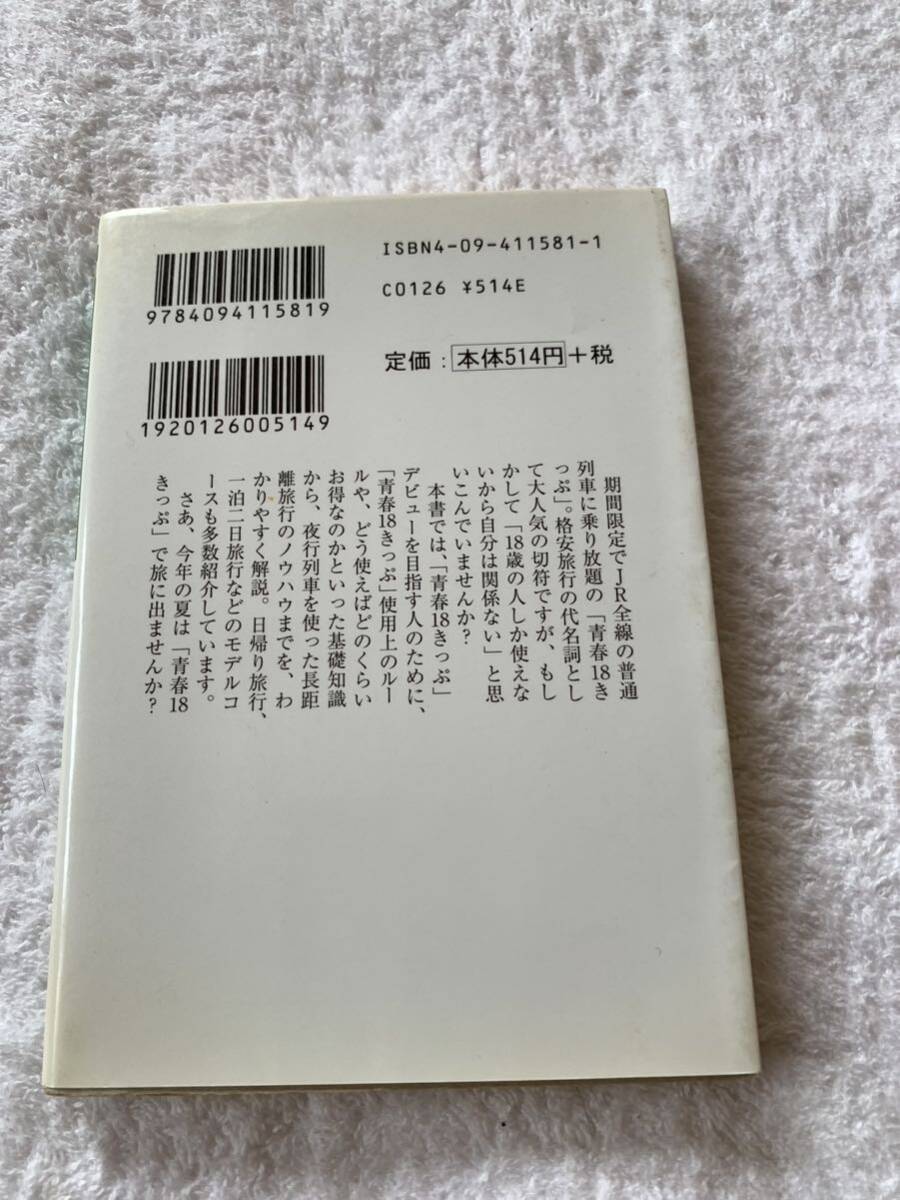 ISBN4-09-411581-1
C0126 ¥514E
9784094115819
定価：本体514円＋税
1920126005149
期間限定でJR全線の普通
列車に乗り放題の「青春18き
っぷ」。格安旅行の代名詞とし
て大人気の切符ですが、もし
かして「18歳の人しか使えな
いから自分は関係ない」と思
いこんでいませんか？
本書では、「青春18きっぷ」
デビューを目指す人のために、
「青春18きっぷ」使用上のルー
ルや、どう使えばどのくらい
お得なのかといった基礎知識
から、夜行列車を使った長距
離旅行のノウハウまでを、わ
かりやすく解説。日帰り旅行、
一泊二日旅行などのモデルコ
ースも多数紹介しています。
さあ、今年の夏は「青春18
きっぷ」で旅に出ませんか？